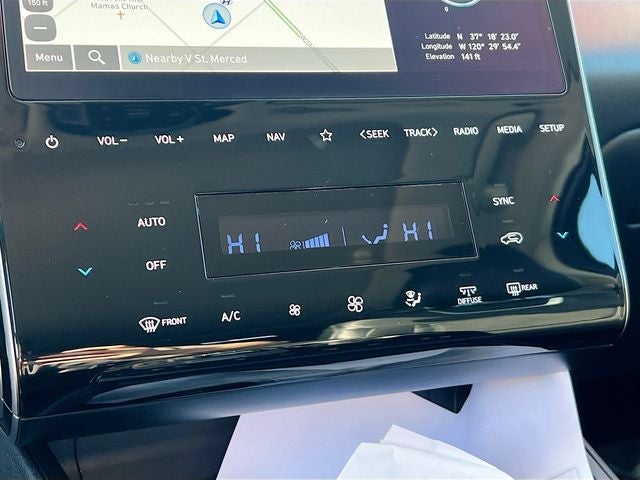 150 ft
Mamas Church
0
Latitude N 37° 18' 23.0"
Longitude W 120° 29' 54.4"
Elevation 141 ft
Menu
Nearby V St, Merced
VOL− VOL+ MAP NAV <SEEK TRACK> RADIO MEDIA SETUP
AUTO SYNC
HI HI
OFF
FRONT A/C DIFFUSE REAR